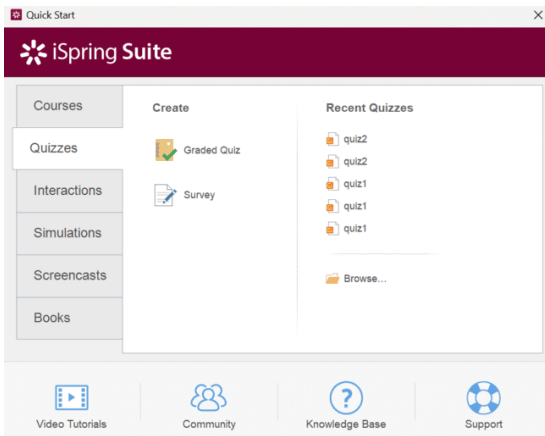 Quick Start
iSpring Suite
Courses
Quizzes
Interactions
Simulations
Screencasts
Books
Create
Graded Quiz
Survey
Recent Quizzes
quiz2
quiz2
quiz1
quiz1
quiz1
Browse...
Video Tutorials
Community
Knowledge Base
Support